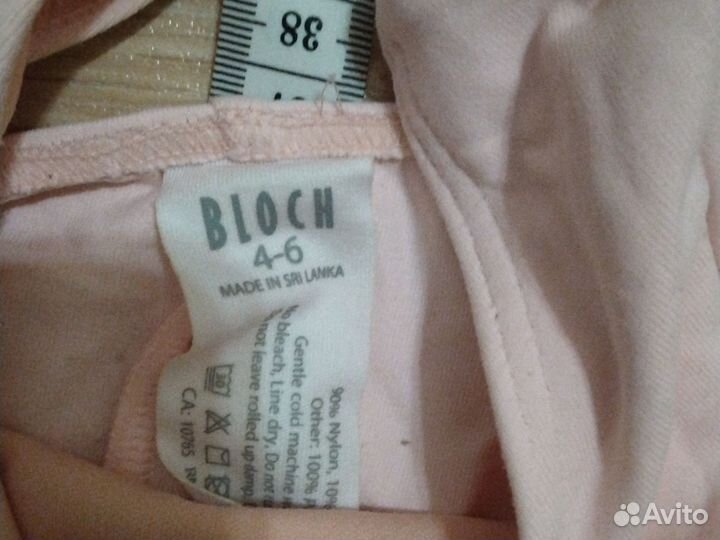 38
BLOCH
4-6
MADE IN SRI LANKA
90% Nylon, 10%
Other: 100%
Gentle cold machine
bleach, Line dry. Do not
not leave rolled up damp.
CA: 10765
Avito